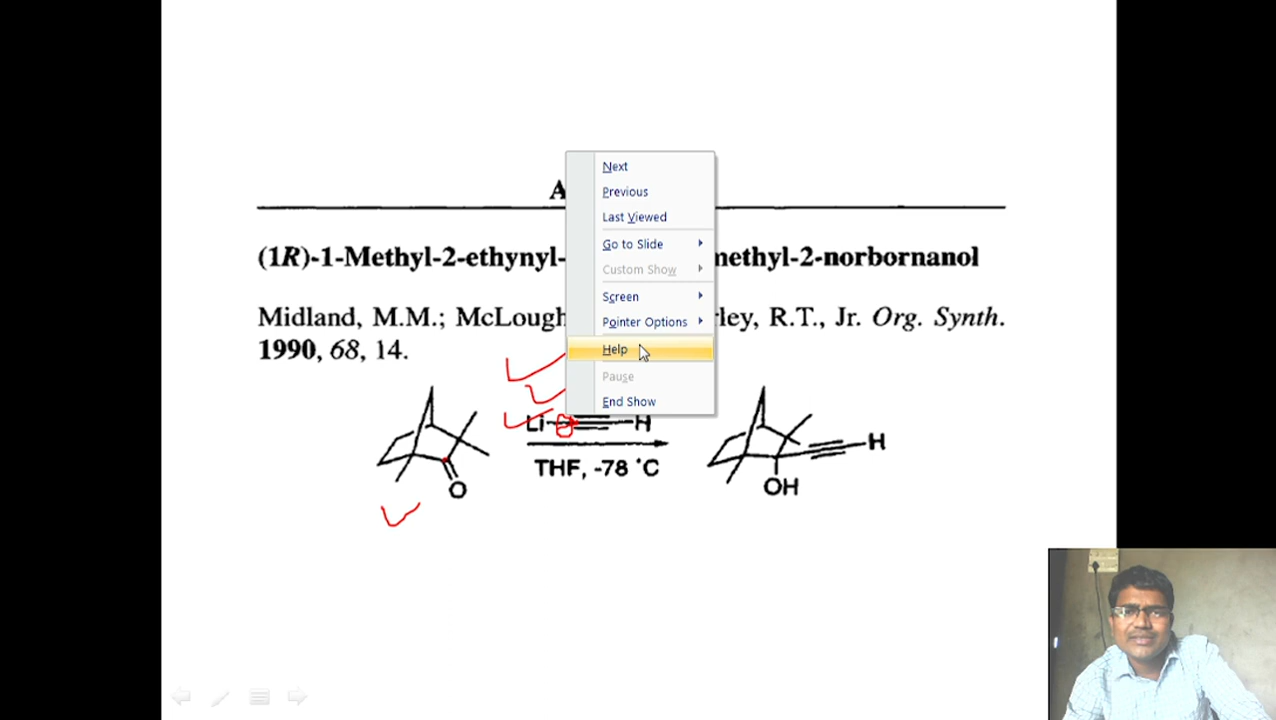 A
(1R)-1-Methyl-2-ethynyl-
methyl-2-norbornanol
Midland, M.M.; McLough
rley, R.T., Jr. Org. Synth.
1990, 68, 14.
Next
Previous
Last Viewed
Go to Slide
Custom Show
Screen
Pointer Options
Help
Pause
End Show
Li
H
THF, -78 °C
O
H
OH